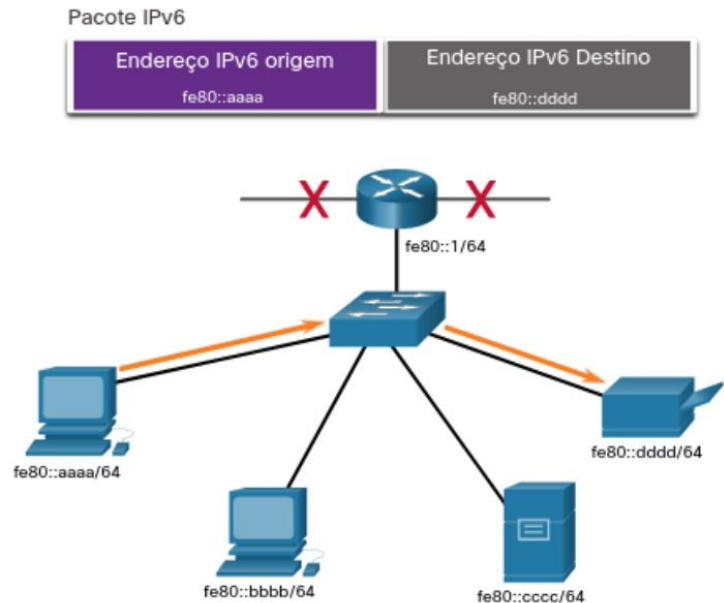 Pacote IPv6
Endereço IPv6 origem
fe80::aaaa
Endereço IPv6 Destino
fe80::dddd
X
X
fe80::1/64
fe80::aaaa/64
fe80::dddd/64
fe80::bbbb/64
fe80::cccc/64